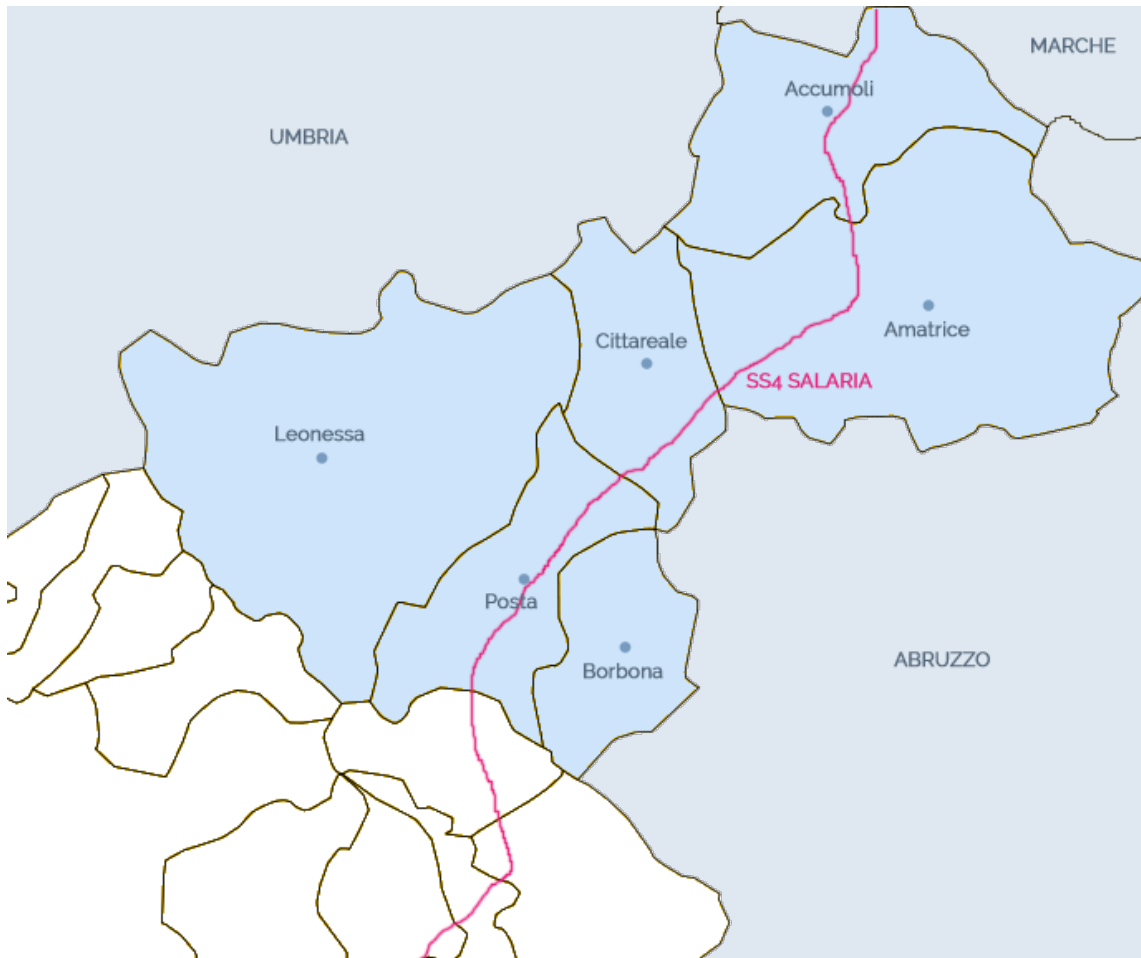 MARCHE
Accumoli
UMBRIA
Amatrice
Cittareale
SS4 SALARIA
Leonessa
Posta
Borbona
ABRUZZO